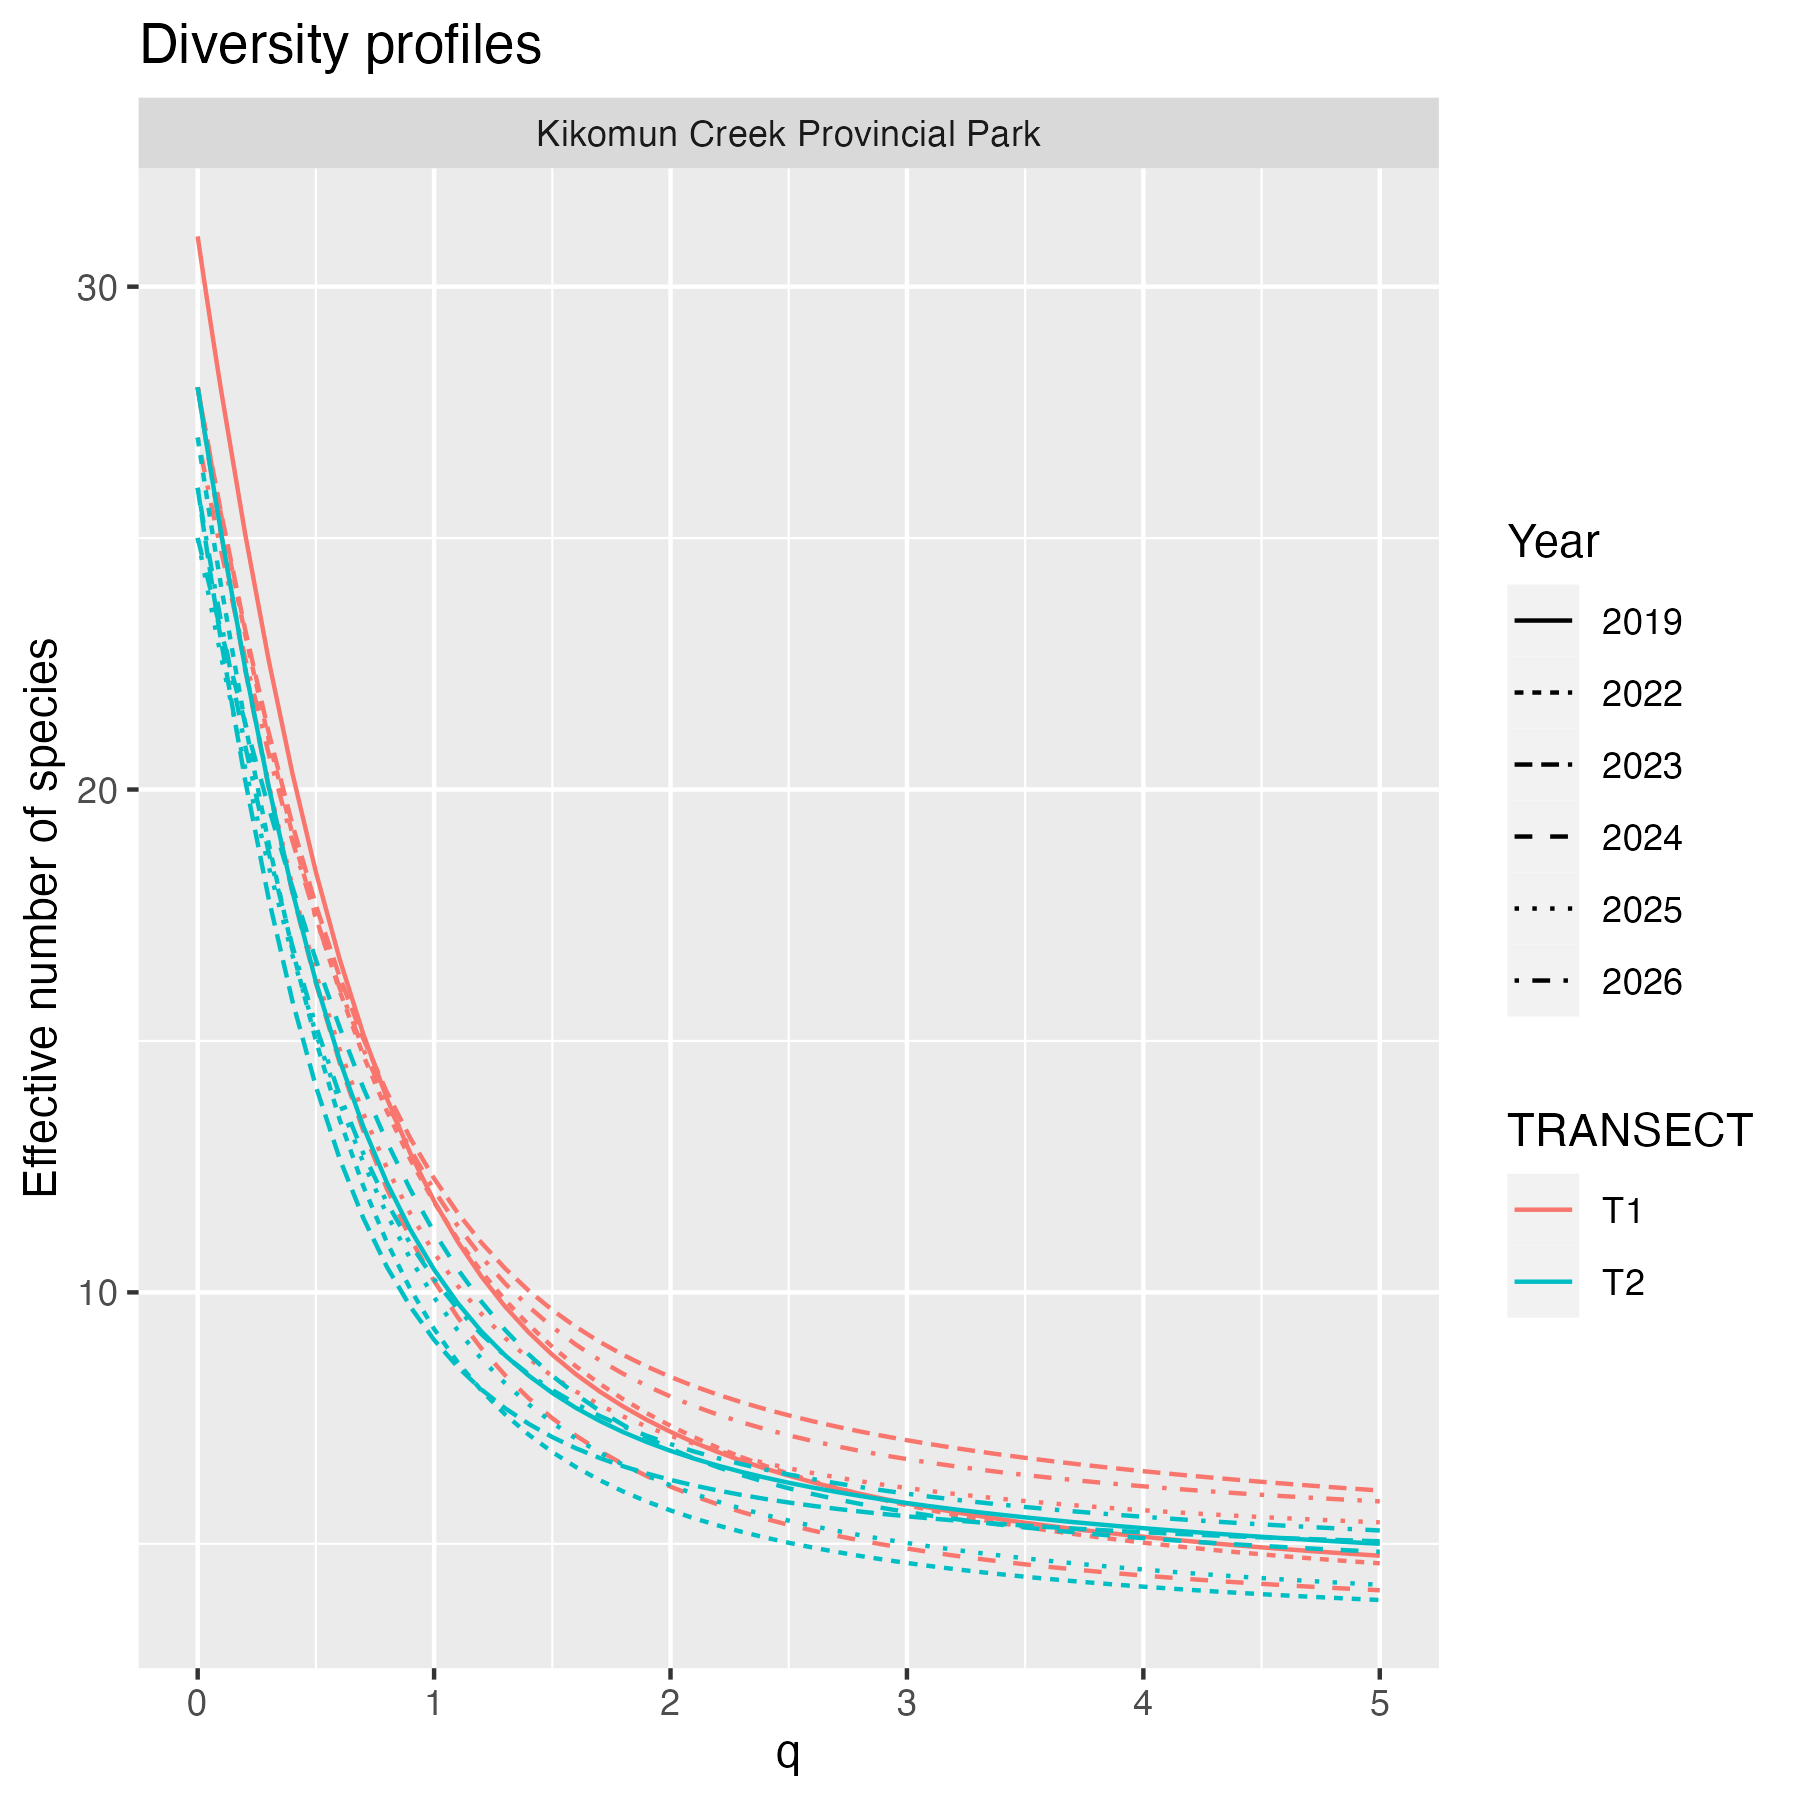 Diversity profiles
Kikomun Creek Provincial Park
Effective number of species
30
20
10
0 1 2 3 4 5
q
Year
2019
2022
2023
2024
2025
2026
TRANSECT
T1
T2